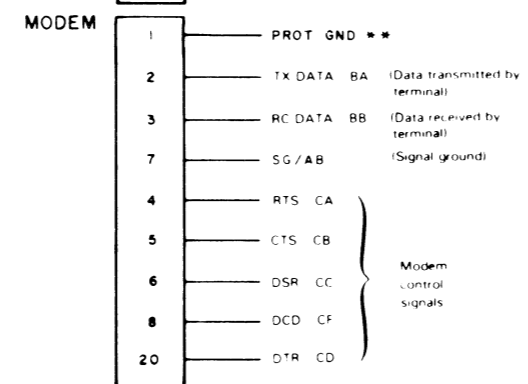 MODEM
1 PROT GND **
2 TX DATA BA (Data transmitted by
terminal)
3 RC DATA BB (Data received by
terminal)
7 SG/AB (Signal ground)
4 RTS CA
5 CTS CB
6 DSR CC
8 DCD CF
20 DTR CD
Modem
control
signals